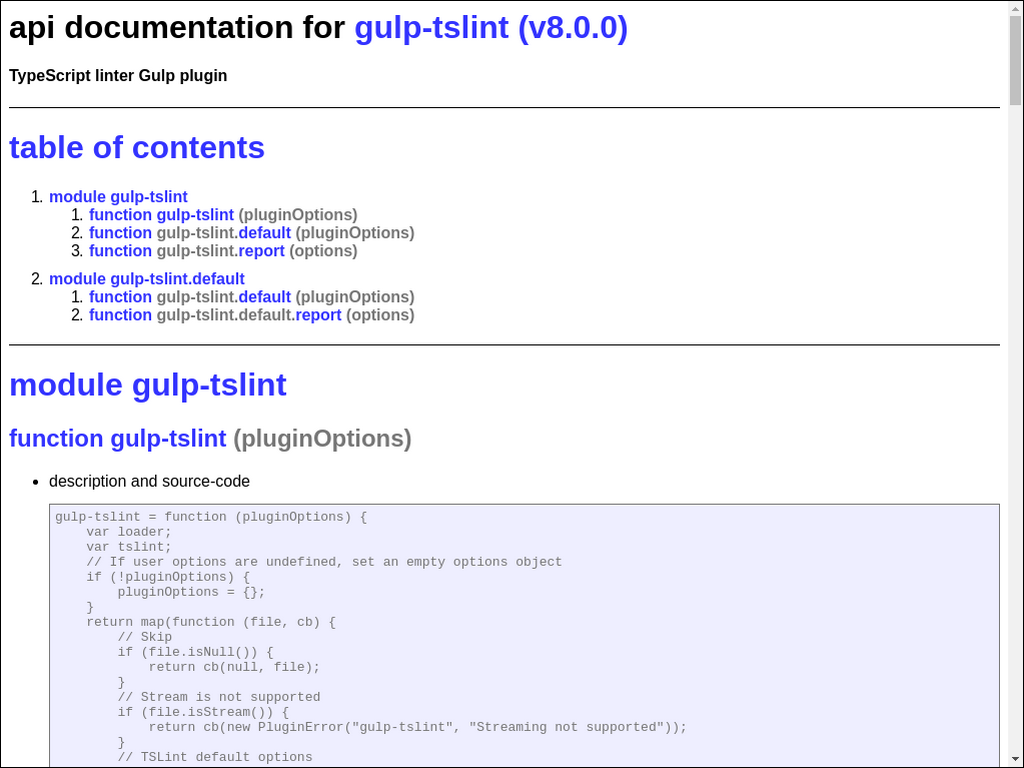 api documentation for gulp-tslint (v8.0.0)
TypeScript linter Gulp plugin
table of contents
1. module gulp-tslint
1. function gulp-tslint (pluginOptions)
2. function gulp-tslint.default (pluginOptions)
3. function gulp-tslint.report (options)
2. module gulp-tslint.default
1. function gulp-tslint.default (pluginOptions)
2. function gulp-tslint.default.report (options)
module gulp-tslint
function gulp-tslint (pluginOptions)
• description and source-code
gulp-tslint = function (pluginOptions) {
    var loader;
    var tslint;
    // If user options are undefined, set an empty options object
    if (!pluginOptions) {
        pluginOptions = {};
    }
    return map(function (file, cb) {
        // Skip
        if (file.isNull()) {
            return cb(null, file);
        }
        // Stream is not supported
        if (file.isStream()) {
            return cb(new PluginError("gulp-tslint", "Streaming not supported"));
        }
        // TSLint default options